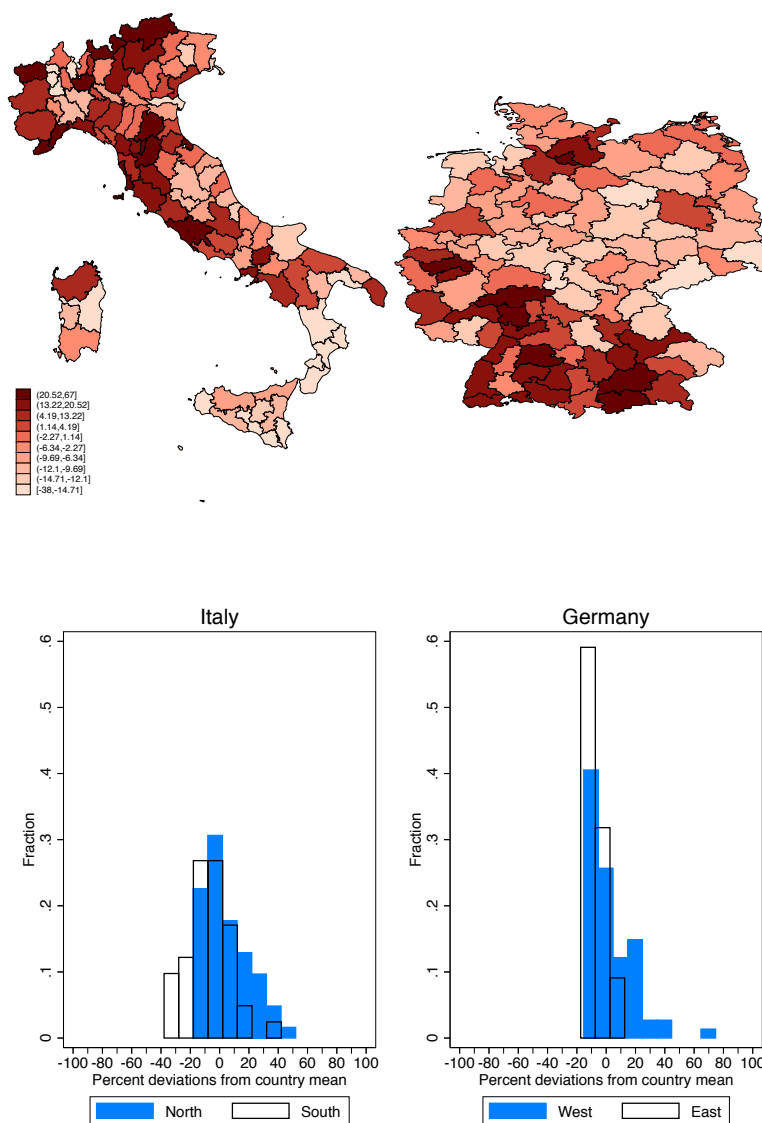 (20.52,67]
(13.22,20.52]
(4.19,13.22]
(1.14,4.19]
(-2.27,1.14]
(-6.34,-2.27]
(-9.69,-6.34]
(-12.1,-9.69]
(-14.71,-12.1]
[-38,-14.71]
Italy
Fraction
0 .1 .2 .3 .4 .5 .6
-100 -80 -60 -40 -20 0 20 40 60 80 100
Percent deviations from country mean
North South
Germany
Fraction
0 .1 .2 .3 .4 .5 .6
-100 -80 -60 -40 -20 0 20 40 60 80 100
Percent deviations from country mean
West East